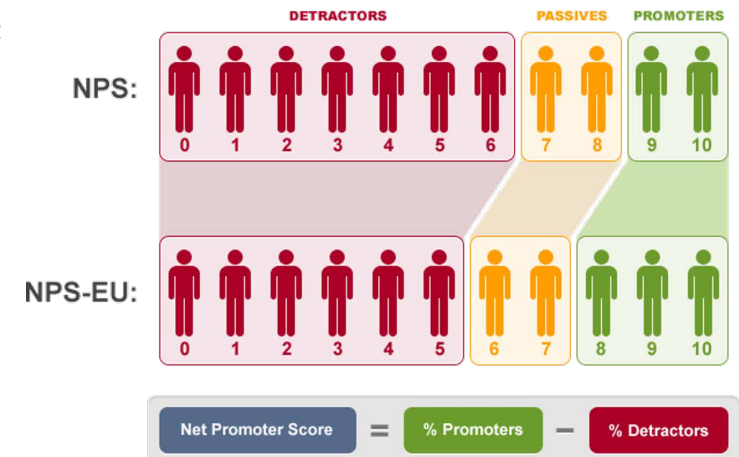 DETRACTORS PASSIVES PROMOTERS
NPS:
0 1 2 3 4 5 6 7 8 9 10
NPS-EU:
0 1 2 3 4 5 6 7 8 9 10
Net Promoter Score = % Promoters – % Detractors